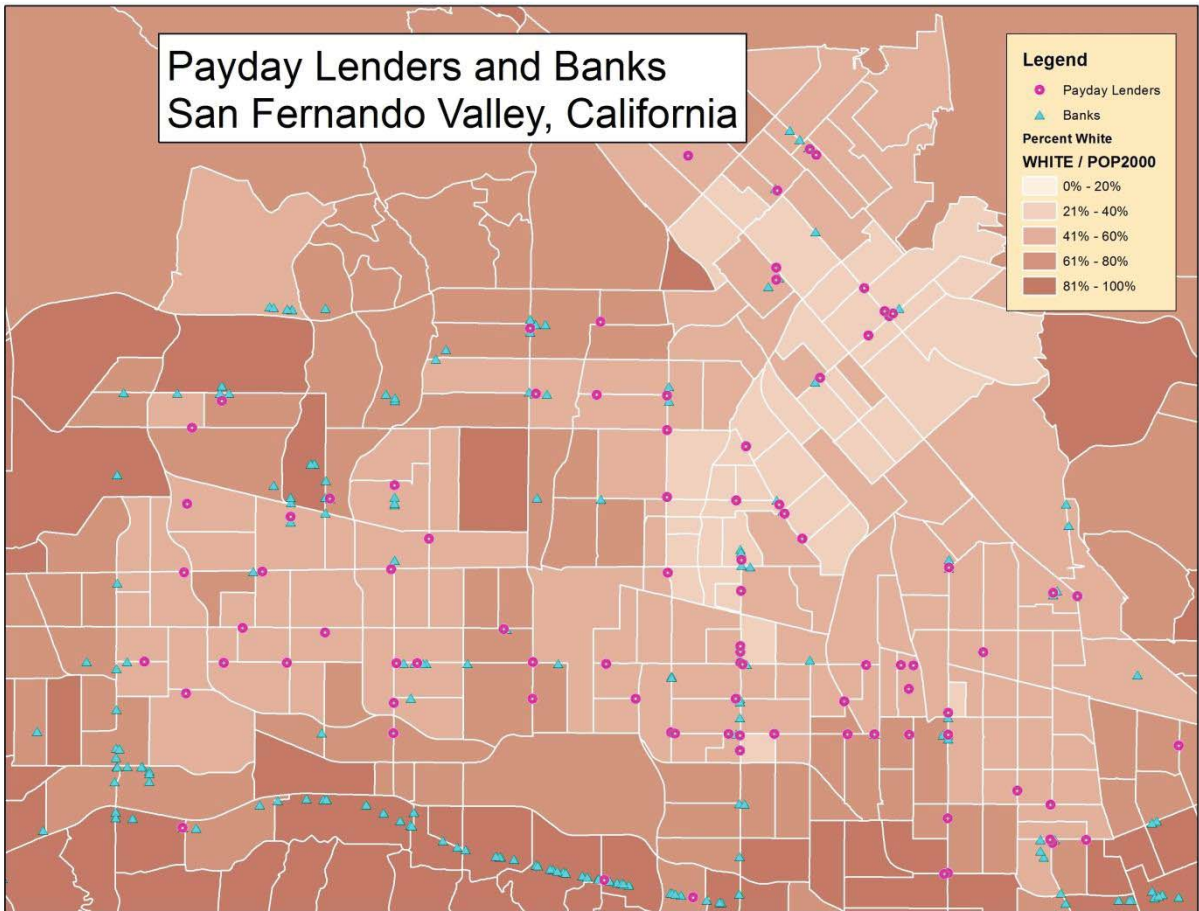 Payday Lenders and Banks
San Fernando Valley, California
Legend
Payday Lenders
Banks
Percent White
WHITE / POP2000
0% - 20%
21% - 40%
41% - 60%
61% - 80%
81% - 100%